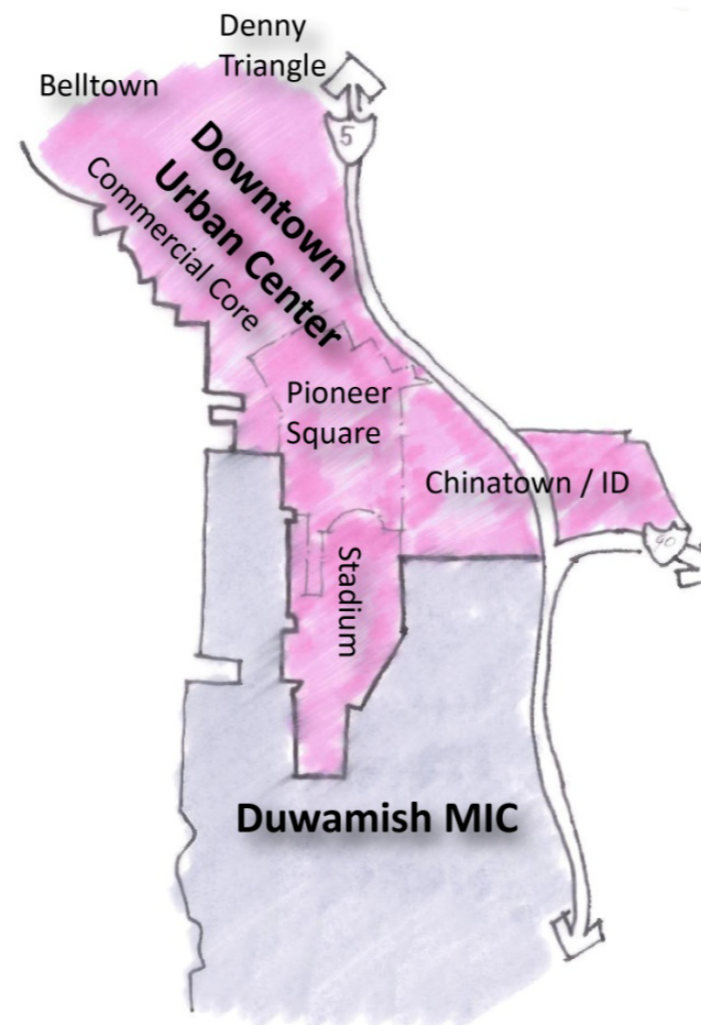 Denny
Triangle
Belltown
5
Downtown
Urban Center
Commercial Core
Pioneer
Square
Chinatown / ID
90
Stadium
Duwamish MIC